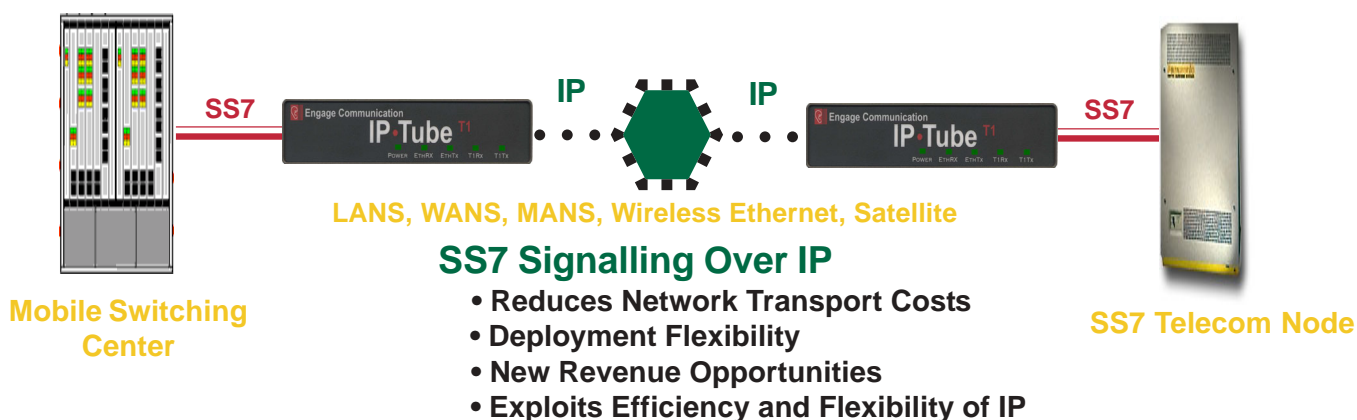 SS7
Engage Communication
IP•Tube T1
POWER ETHRX ETHTX T1RX T1TX
IP
IP
Engage Communication
IP•Tube T1
POWER ETHRX ETHTX T1RX T1TX
SS7
LANS, WANS, MANS, Wireless Ethernet, Satellite
Mobile Switching
Center
SS7 Telecom Node
SS7 Signalling Over IP
• Reduces Network Transport Costs
• Deployment Flexibility
• New Revenue Opportunities
• Exploits Efficiency and Flexibility of IP